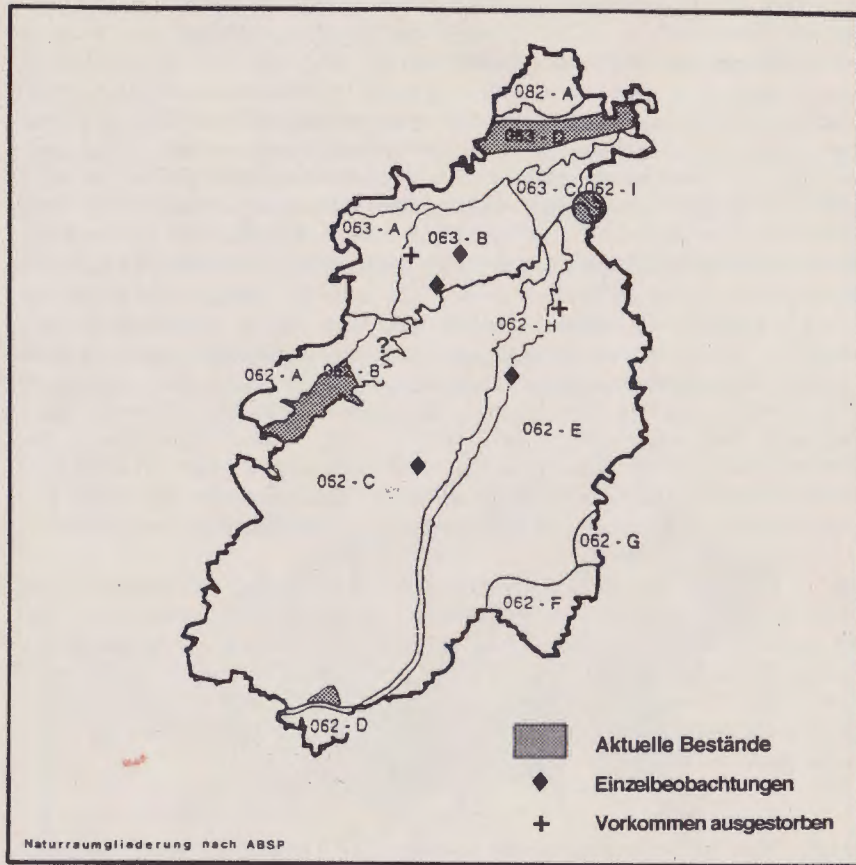 082 - A
063 - D
063 - C
062 - I
063 - A
063 - B
062 - H
?
062 - A
062 - B
062 - E
062 - C
062 - G
062 - F
062 - D
Aktuelle Bestände
Einzelbeobachtungen
Vorkommen ausgestorben
Naturraumgliederung nach ABSP